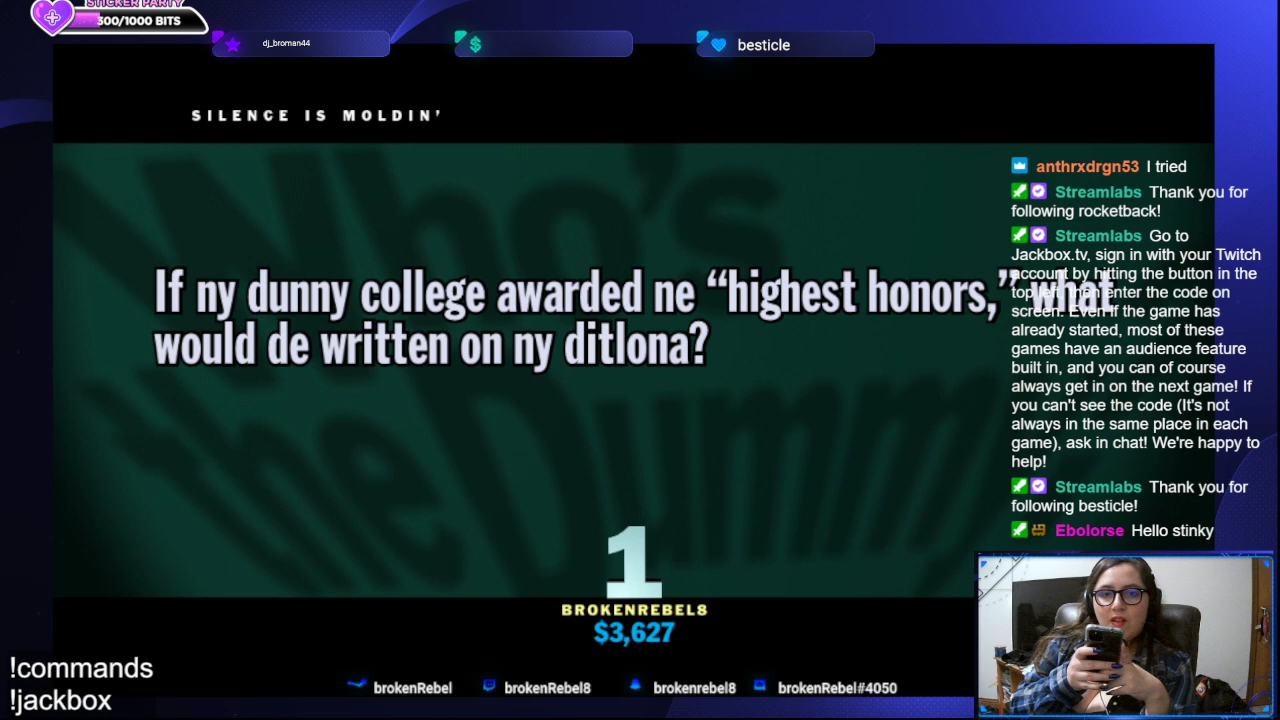 STICKER PARTY
300/1000 BITS
dj_broman44
$
besticle
SILENCE IS MOLDIN'
Who's
the Dummy
If ny dunny college awarded ne “highest honors,” what
would de written on ny ditlona?
1
BROKENREBEL8
$3,627
anthrxdrgn53 I tried
Streamlabs Thank you for
following rocketback!
Streamlabs Go to
Jackbox.tv, sign in with your Twitch
account by hitting the button in the
top left, then enter the code on
screen. Even if the game has
already started, most of these
games have an audience feature
built in, and you can of course
always get in on the next game! If
you can't see the code (It's not
always in the same place in each
game), ask in chat! We're happy to
help!
Streamlabs Thank you for
following besticle!
Ebolorse Hello stinky
!commands
!jackbox
brokenRebel
brokenRebel8
brokenrebel8
brokenRebel#4050